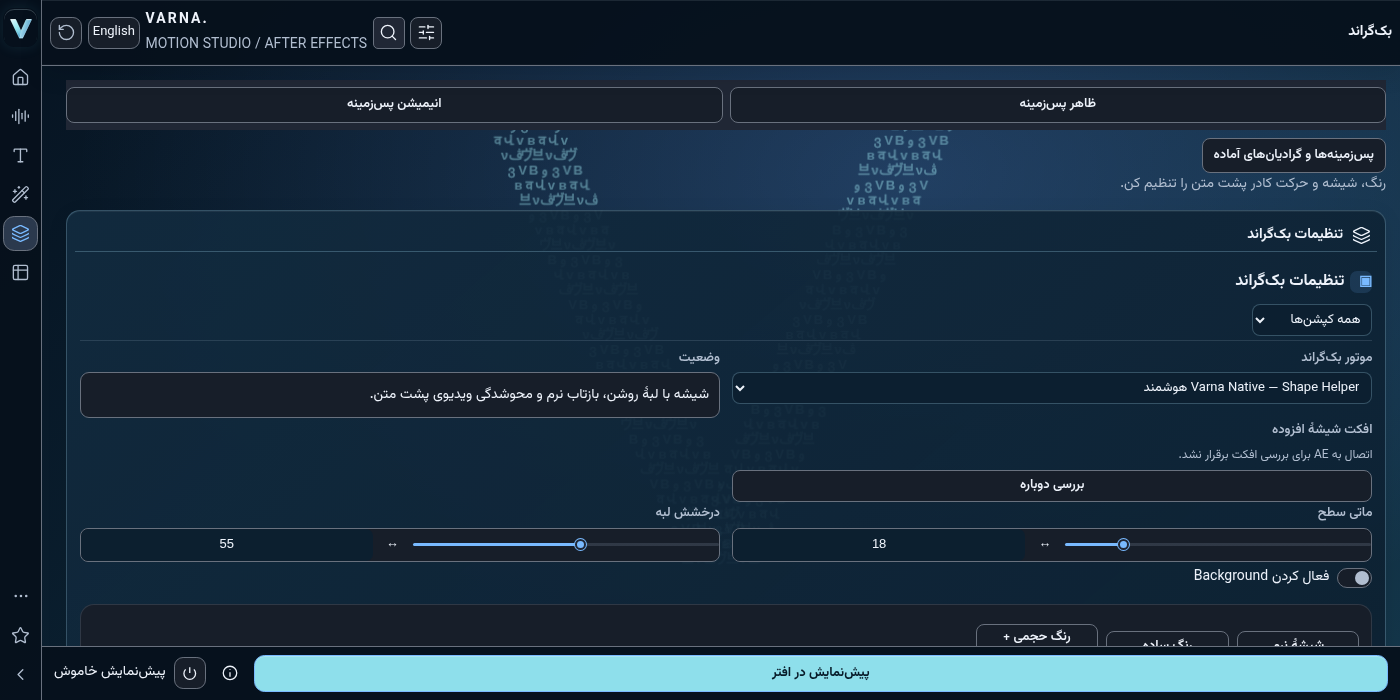 بک‌گراند
VARNA.
English
MOTION STUDIO / AFTER EFFECTS
ظاهر پس‌زمینه
انیمیشن پس‌زمینه
پس‌زمینه‌ها و گرادیان‌های آماده
رنگ، شیشه و حرکت کادر پشت متن را تنظیم کن.
تنظیمات بک‌گراند
تنظیمات بک‌گراند
همه کپشن‌ها
موتور بک‌گراند
Varna Native — Shape Helper هوشمند
وضعیت
شیشه با لبهٔ روشن، بازتاب نرم و محوشدگی ویدیوی پشت متن.
افکت شیشهٔ افزوده
اتصال به AE برای بررسی افکت برقرار نشد.
بررسی دوباره
ماتی سطح
18
درخشش لبه
55
فعال کردن Background
شیشهٔ نرم
رنگ ساده
رنگ حجمی +
پیش‌نمایش در افتر
پیش‌نمایش خاموش